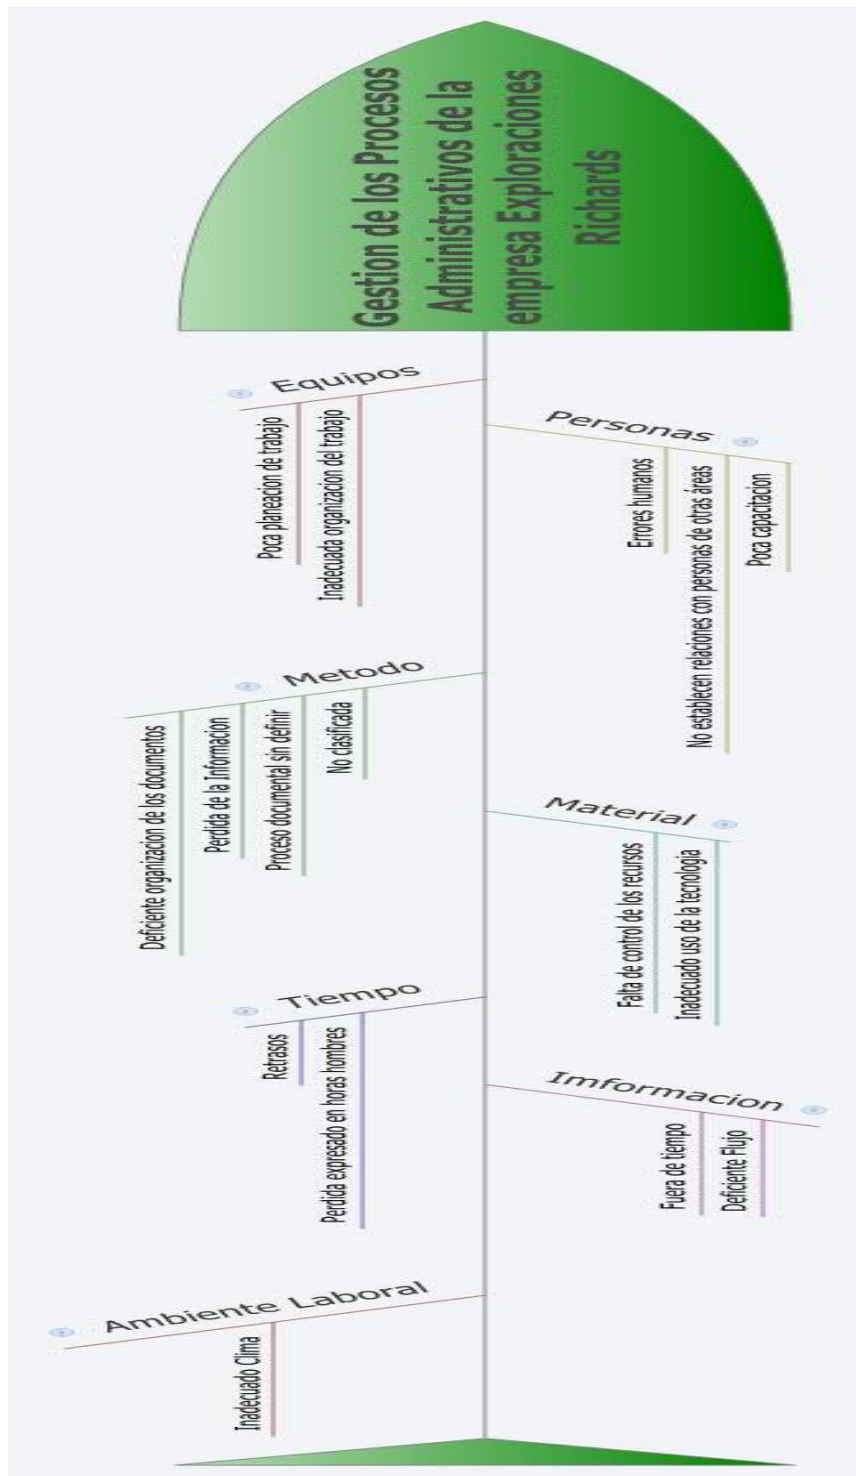 Gestion de los Procesos
Administrativos de la
empresa Exploraciones
Richards
Equipos
Poca planeacion de trabajo
Inadecuada organizacion del trabajo
Personas
Errores humanos
No establecen relaciones con personas de otras áreas
Poca capacitacion
Metodo
Deficiente organizacion de los documentos
Perdida de la Informacion
Proceso documental sin definir
No clasificada
Material
Falta de control de los recursos
Inadecuado uso de la tecnologia
Tiempo
Retrasos
Perdida expresado en horas hombres
Imformacion
Fuera de tiempo
Deficiente Flujo
Ambiente Laboral
Inadecuado Clima